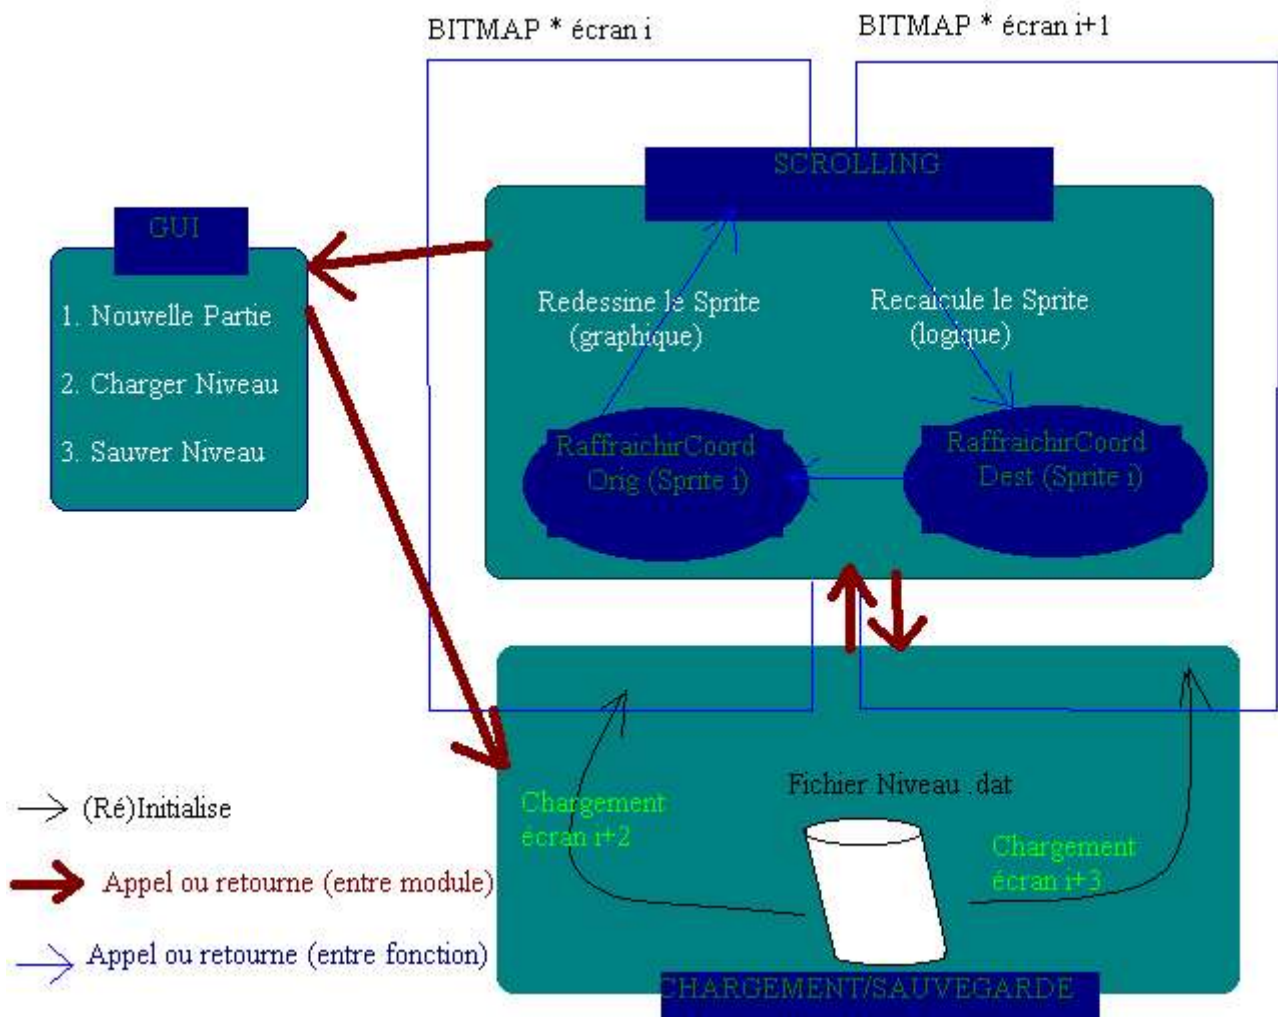 BITMAP * écran i
BITMAP * écran i+1
SCROLLING
GUI
1. Nouvelle Partie
2. Charger Niveau
3. Sauver Niveau
Redessine le Sprite
(graphique)
Recalcule le Sprite
(logique)
RaffraichirCoord
Orig (Sprite i)
RaffraichirCoord
Dest (Sprite i)
Fichier Niveau .dat
Chargement
écran i+2
Chargement
écran i+3
CHARGEMENT/SAUVEGARDE
(Ré)Initialise
Appel ou retourne (entre module)
Appel ou retourne (entre fonction)